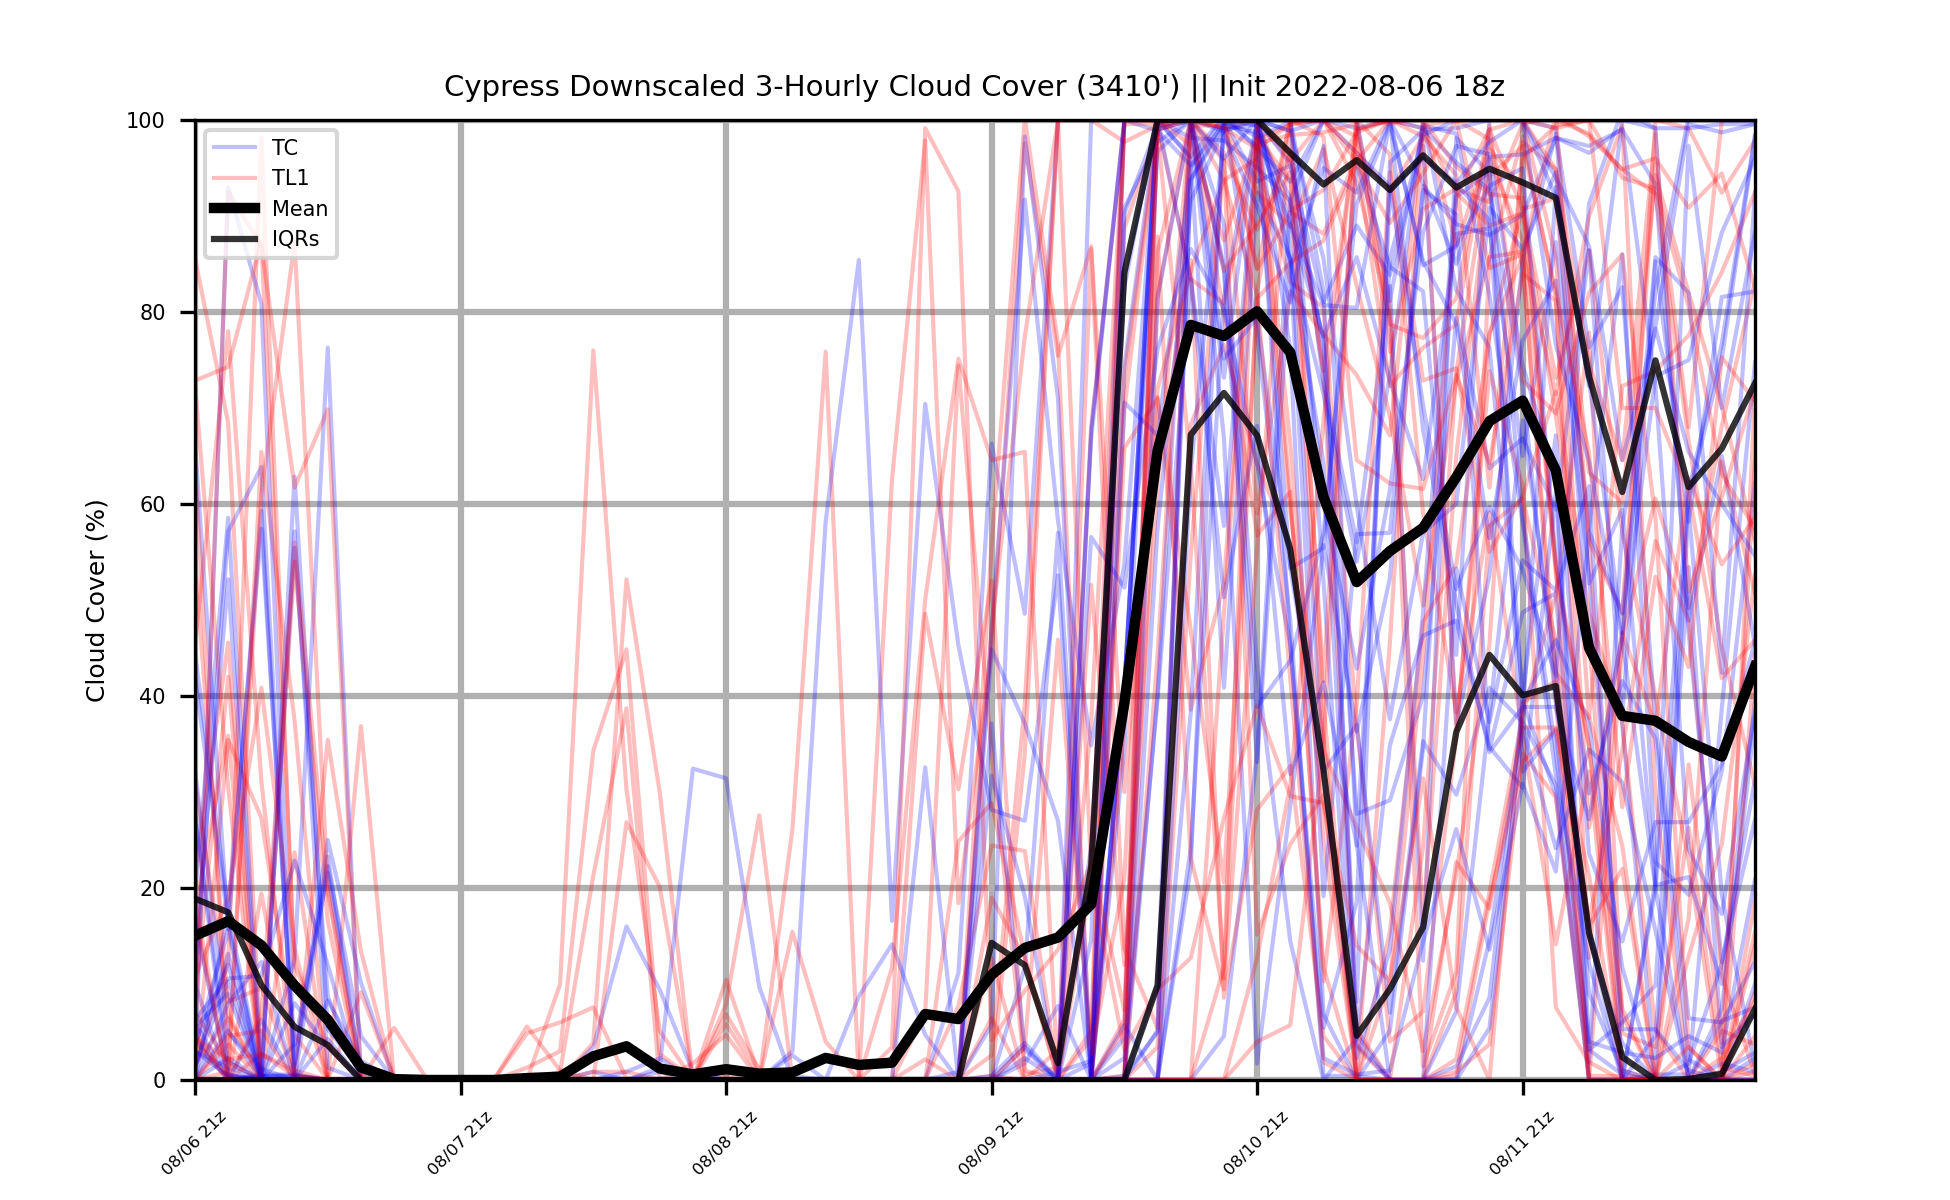 Cypress Downscaled 3-Hourly Cloud Cover (3410') || Init 2022-08-06 18z
TC
TL1
Mean
IQRs
Cloud Cover (%)
100
80
60
40
20
0
08/06 21z
08/07 21z
08/08 21z
08/09 21z
08/10 21z
08/11 21z